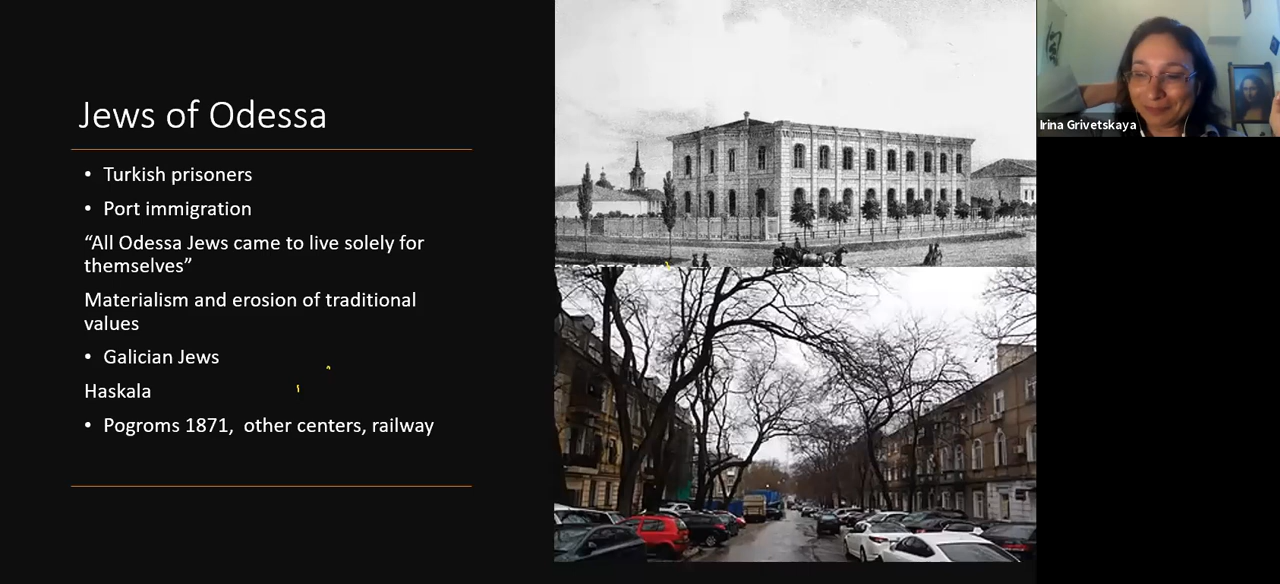 Jews of Odessa
• Turkish prisoners
• Port immigration
“All Odessa Jews came to live solely for
themselves”
Materialism and erosion of traditional
values
• Galician Jews
Haskala
• Pogroms 1871,  other centers, railway
Irina Grivetskaya